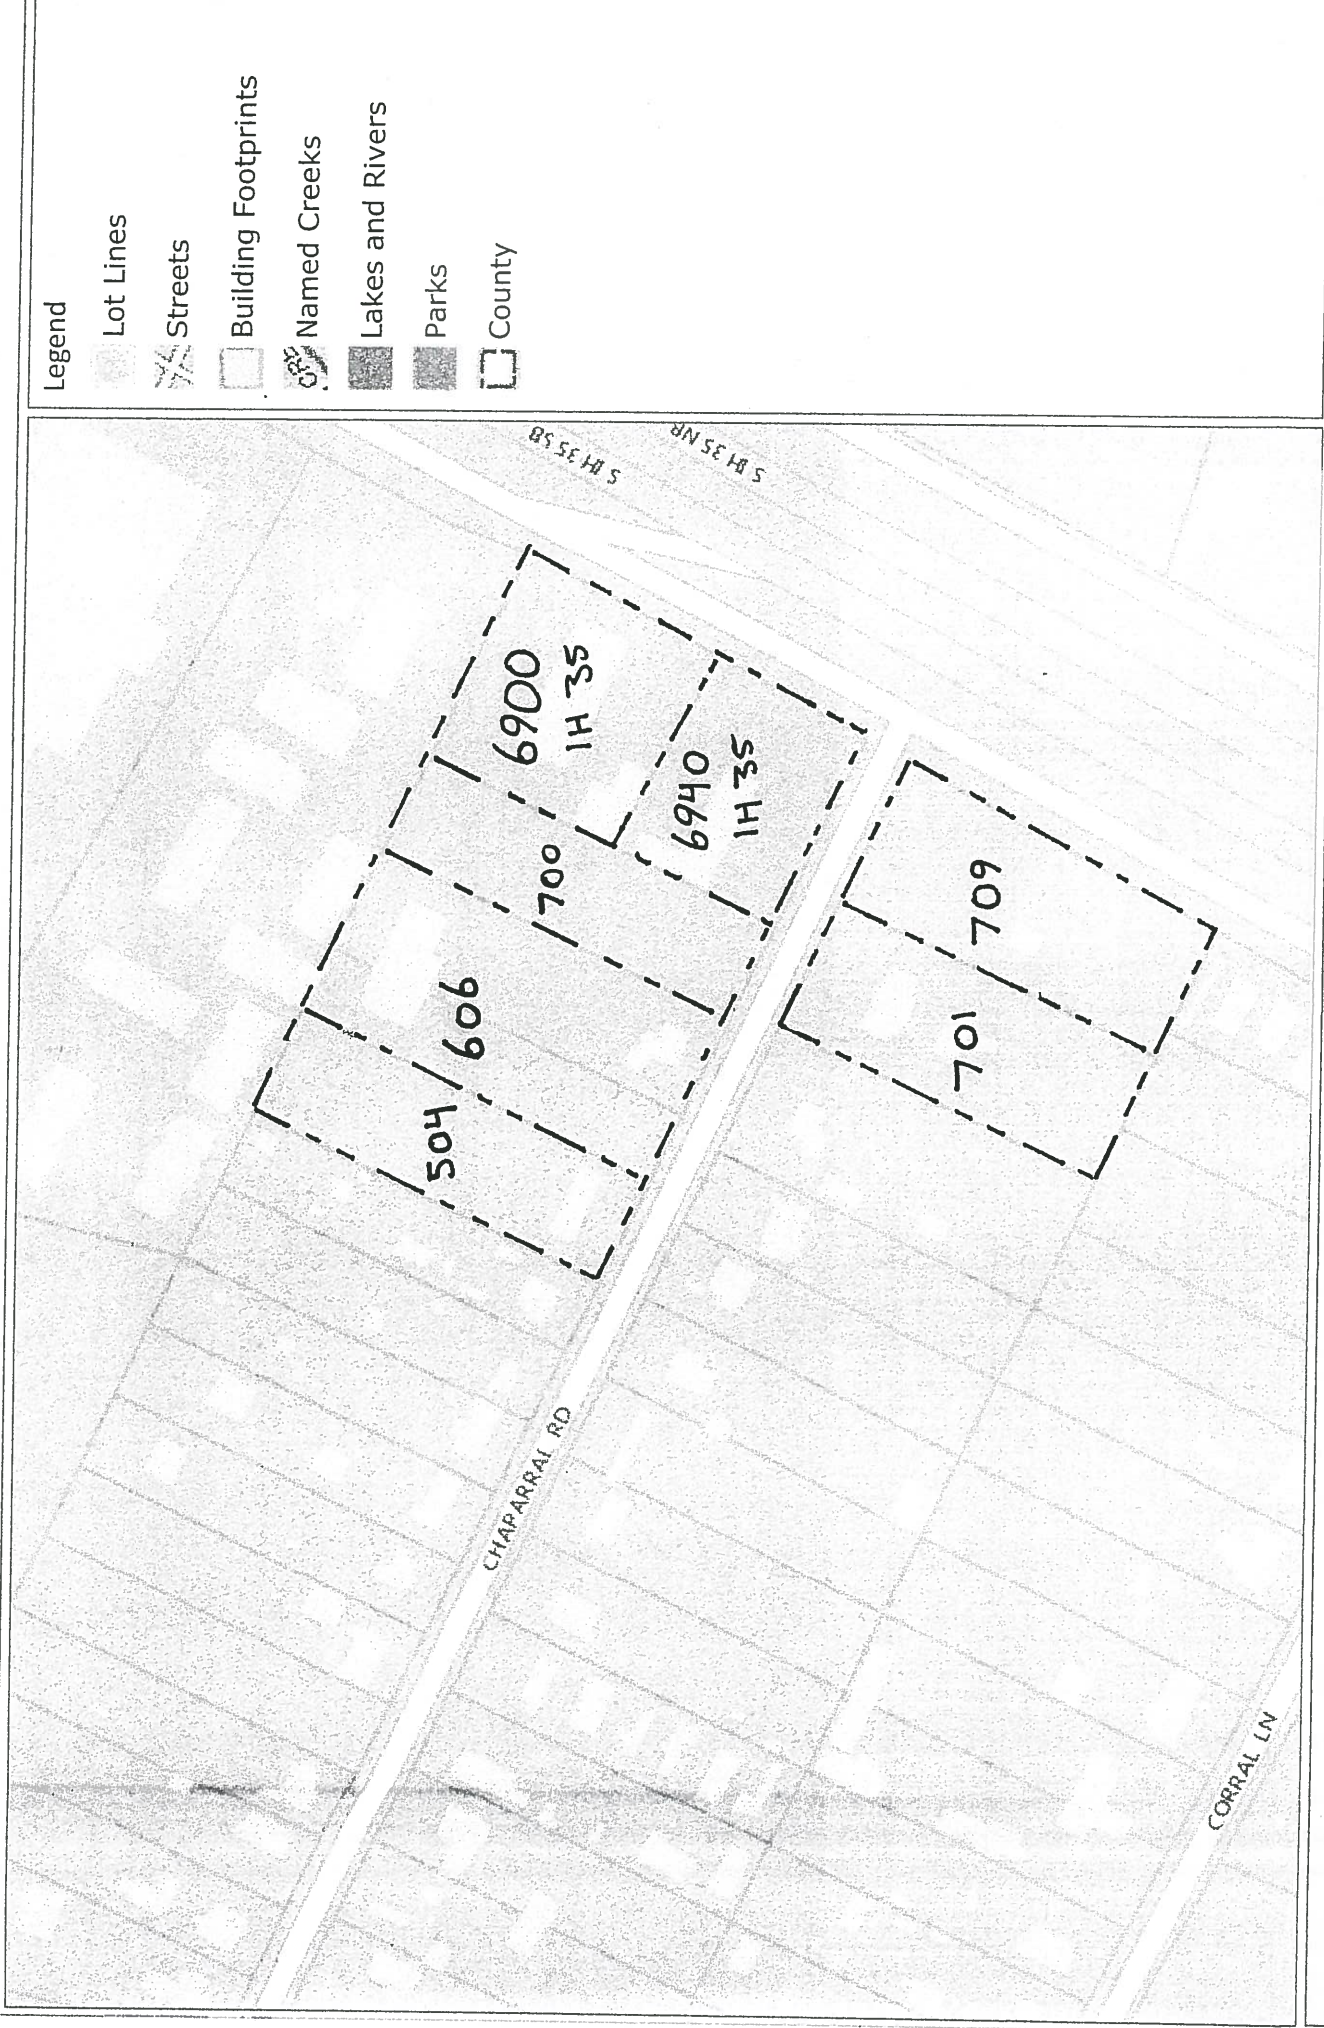 Legend
Lot Lines
Streets
Building Footprints
CRK
Named Creeks
Lakes and Rivers
Parks
County
S IH 35 SB
S IH 35 NB
6900
IH 35
6940
IH 35
700
606
504
709
701
CHAPARRAL RD
CORRAL LN